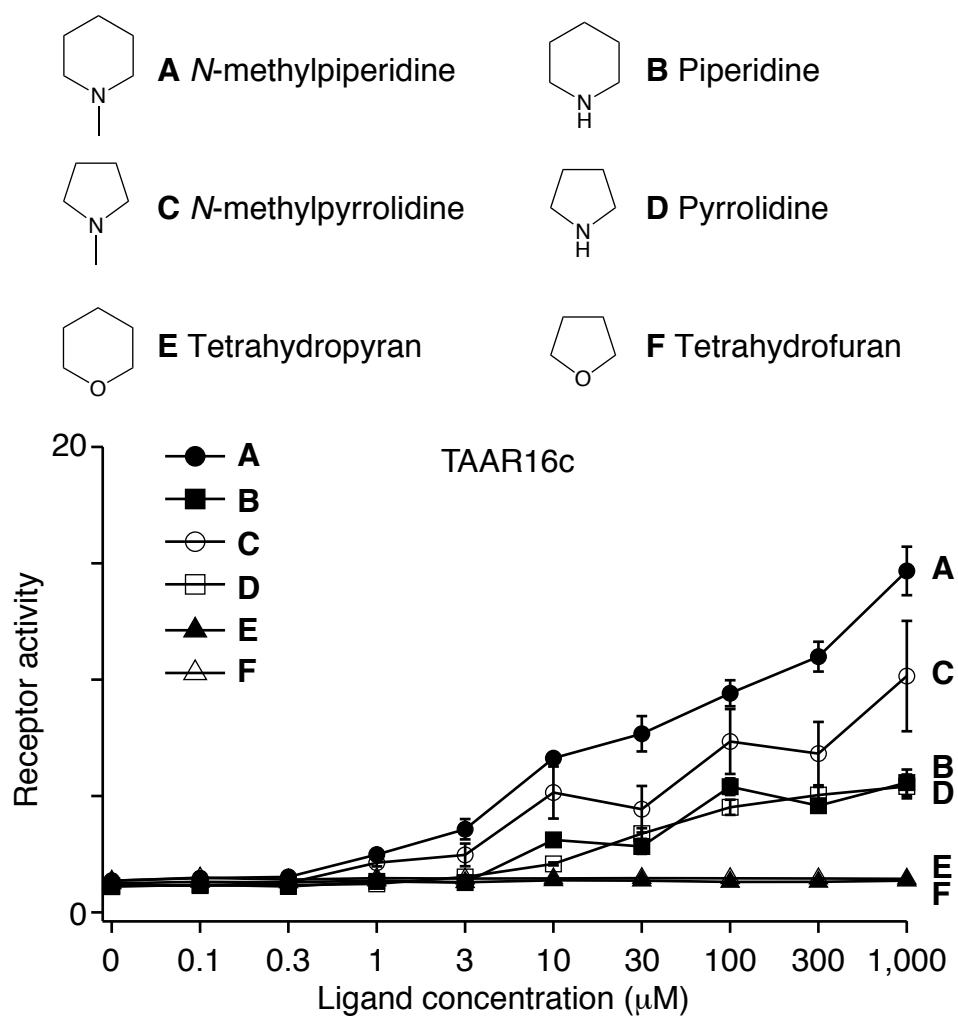 A N-methylpiperidine
N
B Piperidine
N
H
C N-methylpyrrolidine
N
D Pyrrolidine
N
H
E Tetrahydropyran
O
F Tetrahydrofuran
O
TAAR16c
20
0
Receptor activity
A
B
C
D
E
F
A
C
B
D
E
F
0 0.1 0.3 1 3 10 30 100 300 1,000
Ligand concentration (μM)